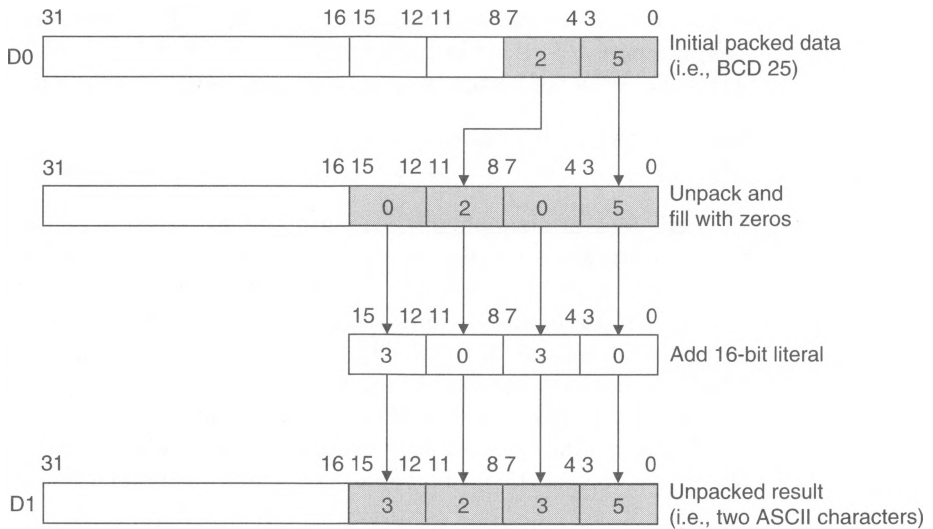 31 16 15 12 11 8 7 4 3 0
D0 2 5 Initial packed data
(i.e., BCD 25)
31 16 15 12 11 8 7 4 3 0
0 2 0 5 Unpack and
fill with zeros
15 12 11 8 7 4 3 0
3 0 3 0 Add 16-bit literal
31 16 15 12 11 8 7 4 3 0
D1 3 2 3 5 Unpacked result
(i.e., two ASCII characters)